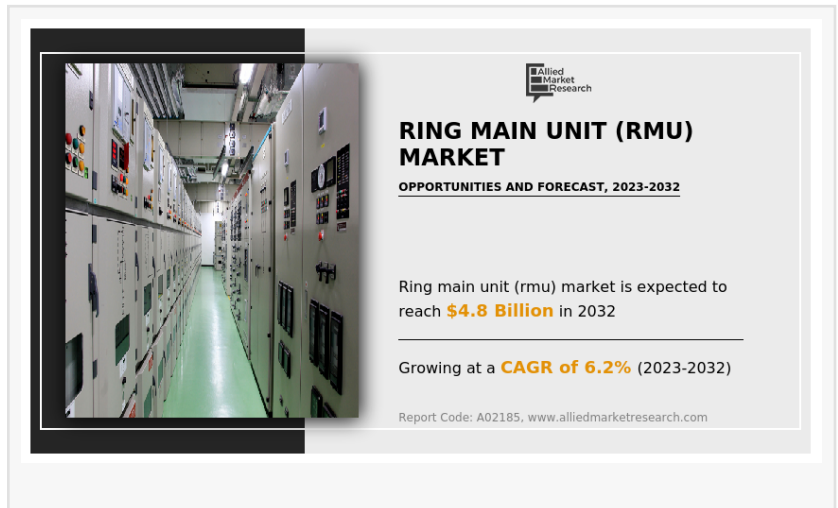 Allied
Market
Research
RING MAIN UNIT (RMU)
MARKET
OPPORTUNITIES AND FORECAST, 2023-2032
Ring main unit (rmu) market is expected to
reach $4.8 Billion in 2032
Growing at a CAGR of 6.2% (2023-2032)
Report Code: A02185, www.alliedmarketresearch.com